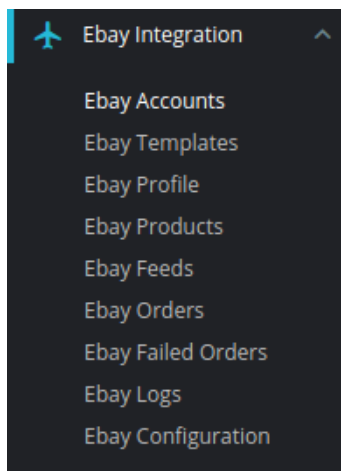 Ebay Integration
Ebay Accounts
Ebay Templates
Ebay Profile
Ebay Products
Ebay Feeds
Ebay Orders
Ebay Failed Orders
Ebay Logs
Ebay Configuration